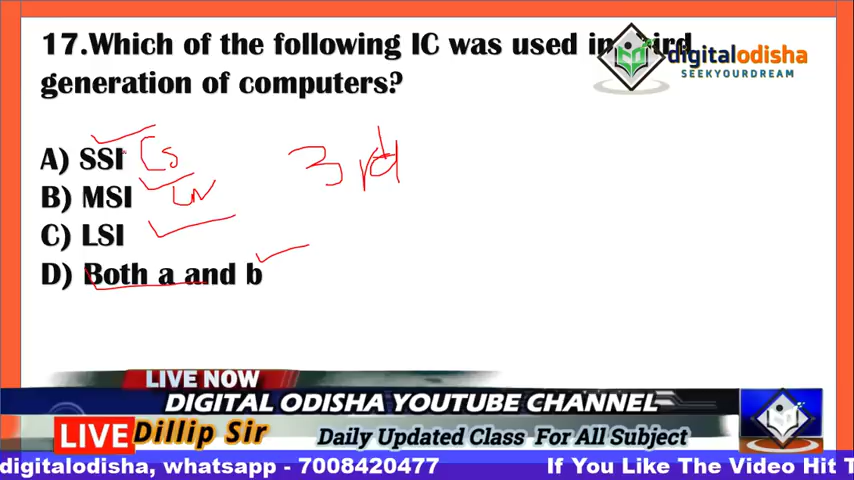 17.Which of the following IC was used in third
generation of computers?
digitalodisha
SEEKYOURDREAM
A) SSI
B) MSI
C) LSI
D) Both a and b
3rd
LIVE NOW
DIGITAL ODISHA YOUTUBE CHANNEL
LIVE Dillip Sir Daily Updated Class For All Subject
digitalodisha, whatsapp - 7008420477 If You Like The Video Hit T